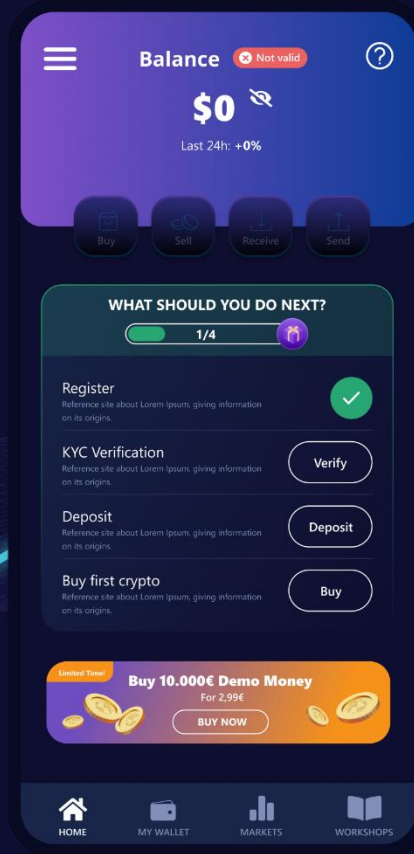 Balance Not valid
$0
Last 24h: +0%
Buy Sell Receive Send
WHAT SHOULD YOU DO NEXT?
1/4
Register
Reference site about Lorem Ipsum, giving information
on its origins.
KYC Verification
Reference site about Lorem Ipsum, giving information
on its origins.
Verify
Deposit
Reference site about Lorem Ipsum, giving information
on its origins.
Deposit
Buy first crypto
Reference site about Lorem Ipsum, giving information
on its origins.
Buy
Limited Time!
Buy 10.000€ Demo Money
For 2,99€
BUY NOW
HOME MY WALLET MARKETS WORKSHOPS